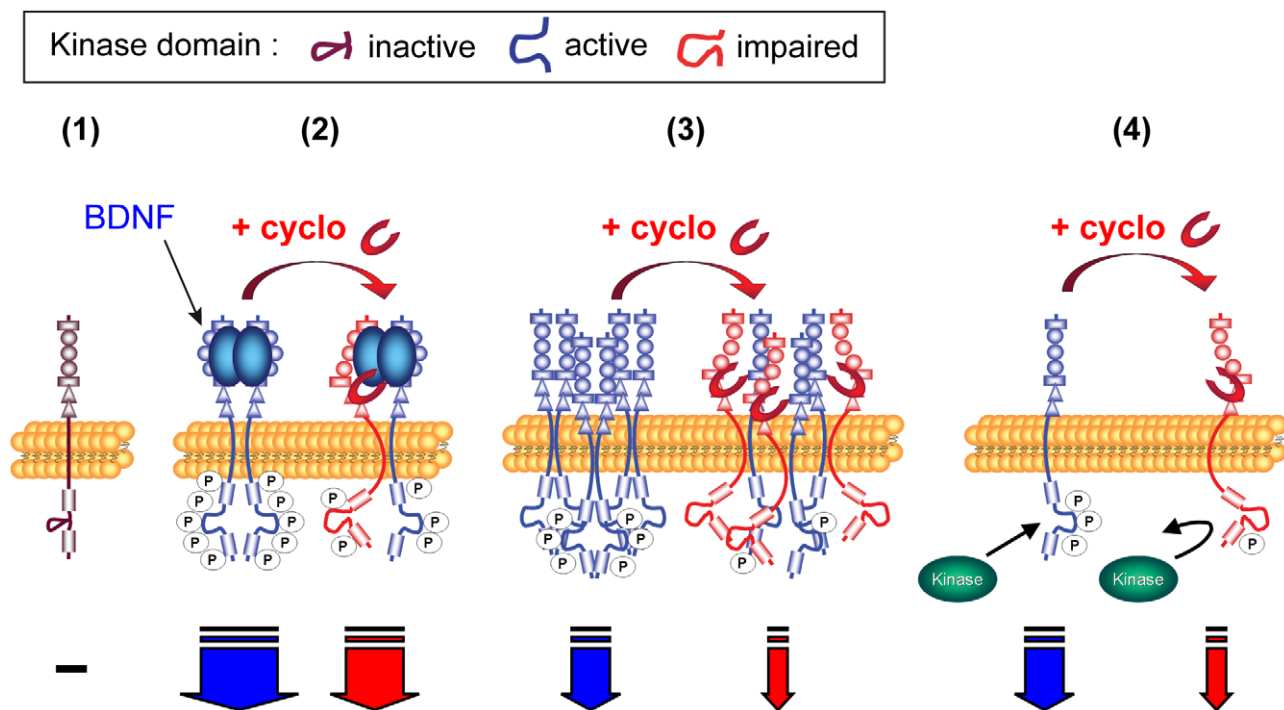 Kinase domain : inactive active impaired
(1) (2) (3) (4)
BDNF
+ cyclo
+ cyclo
+ cyclo
P P P
P P P P P
P P P P
P P P
P P P P P P
P P P P P P
P P
Kinase
Kinase